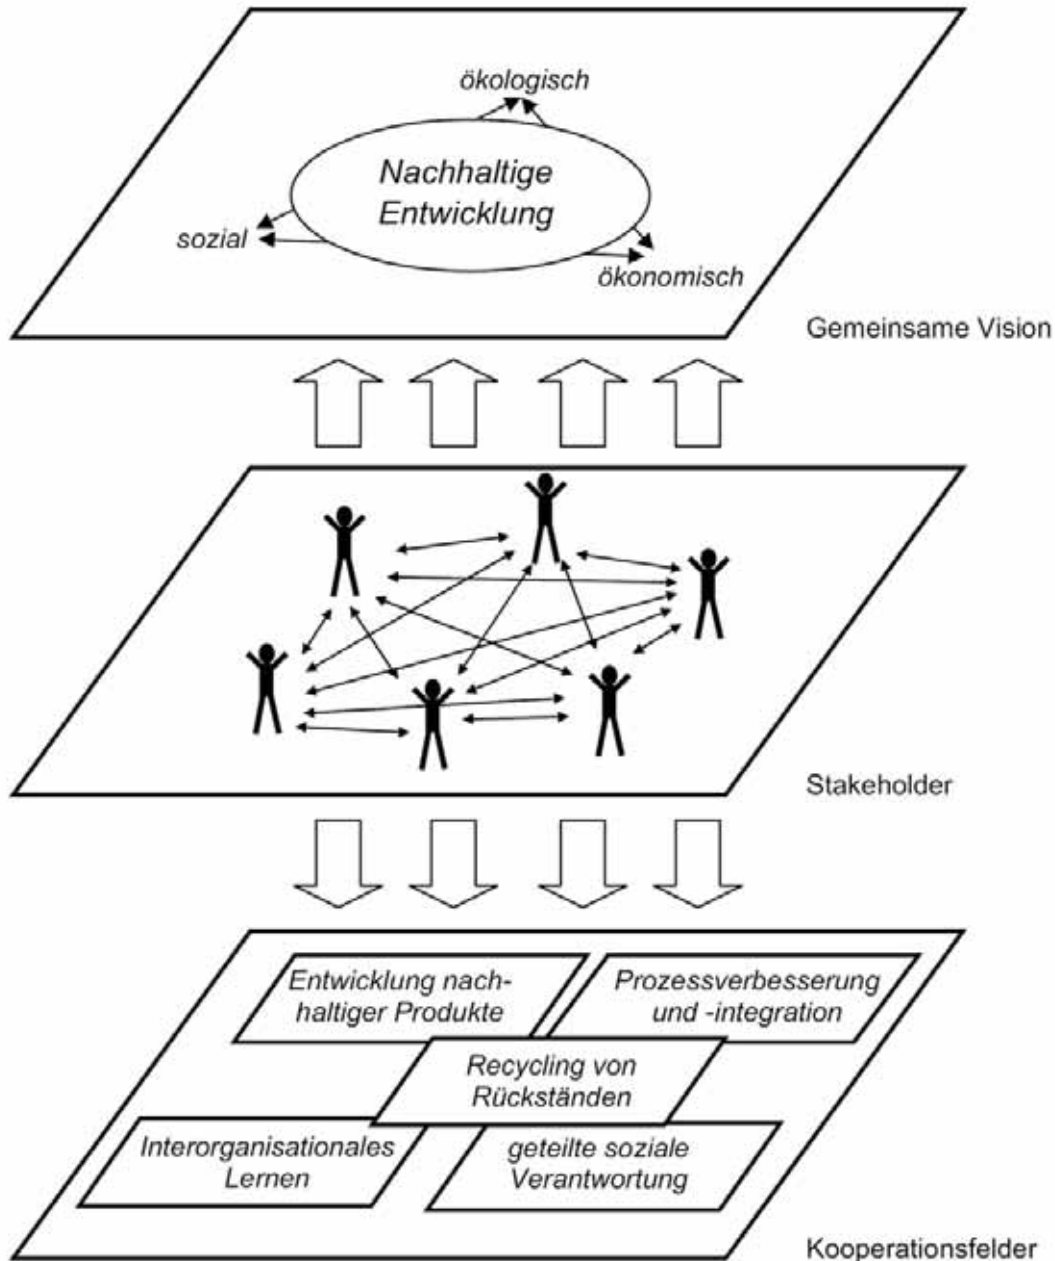 ökologisch
Nachhaltige
Entwicklung
sozial
ökonomisch
Gemeinsame Vision
Stakeholder
Entwicklung nach-
haltiger Produkte
Prozessverbesserung
und -integration
Recycling von
Rückständen
Interorganisationales
Lernen
geteilte soziale
Verantwortung
Kooperationsfelder